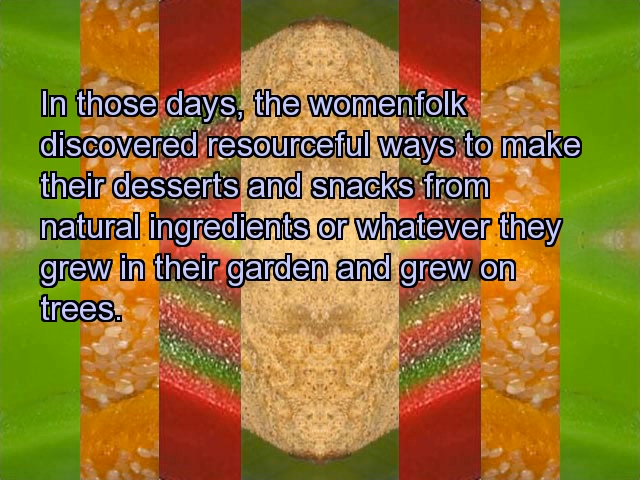 In those days, the womenfolk
discovered resourceful ways to make
their desserts and snacks from
natural ingredients or whatever they
grew in their garden and grew on
trees.